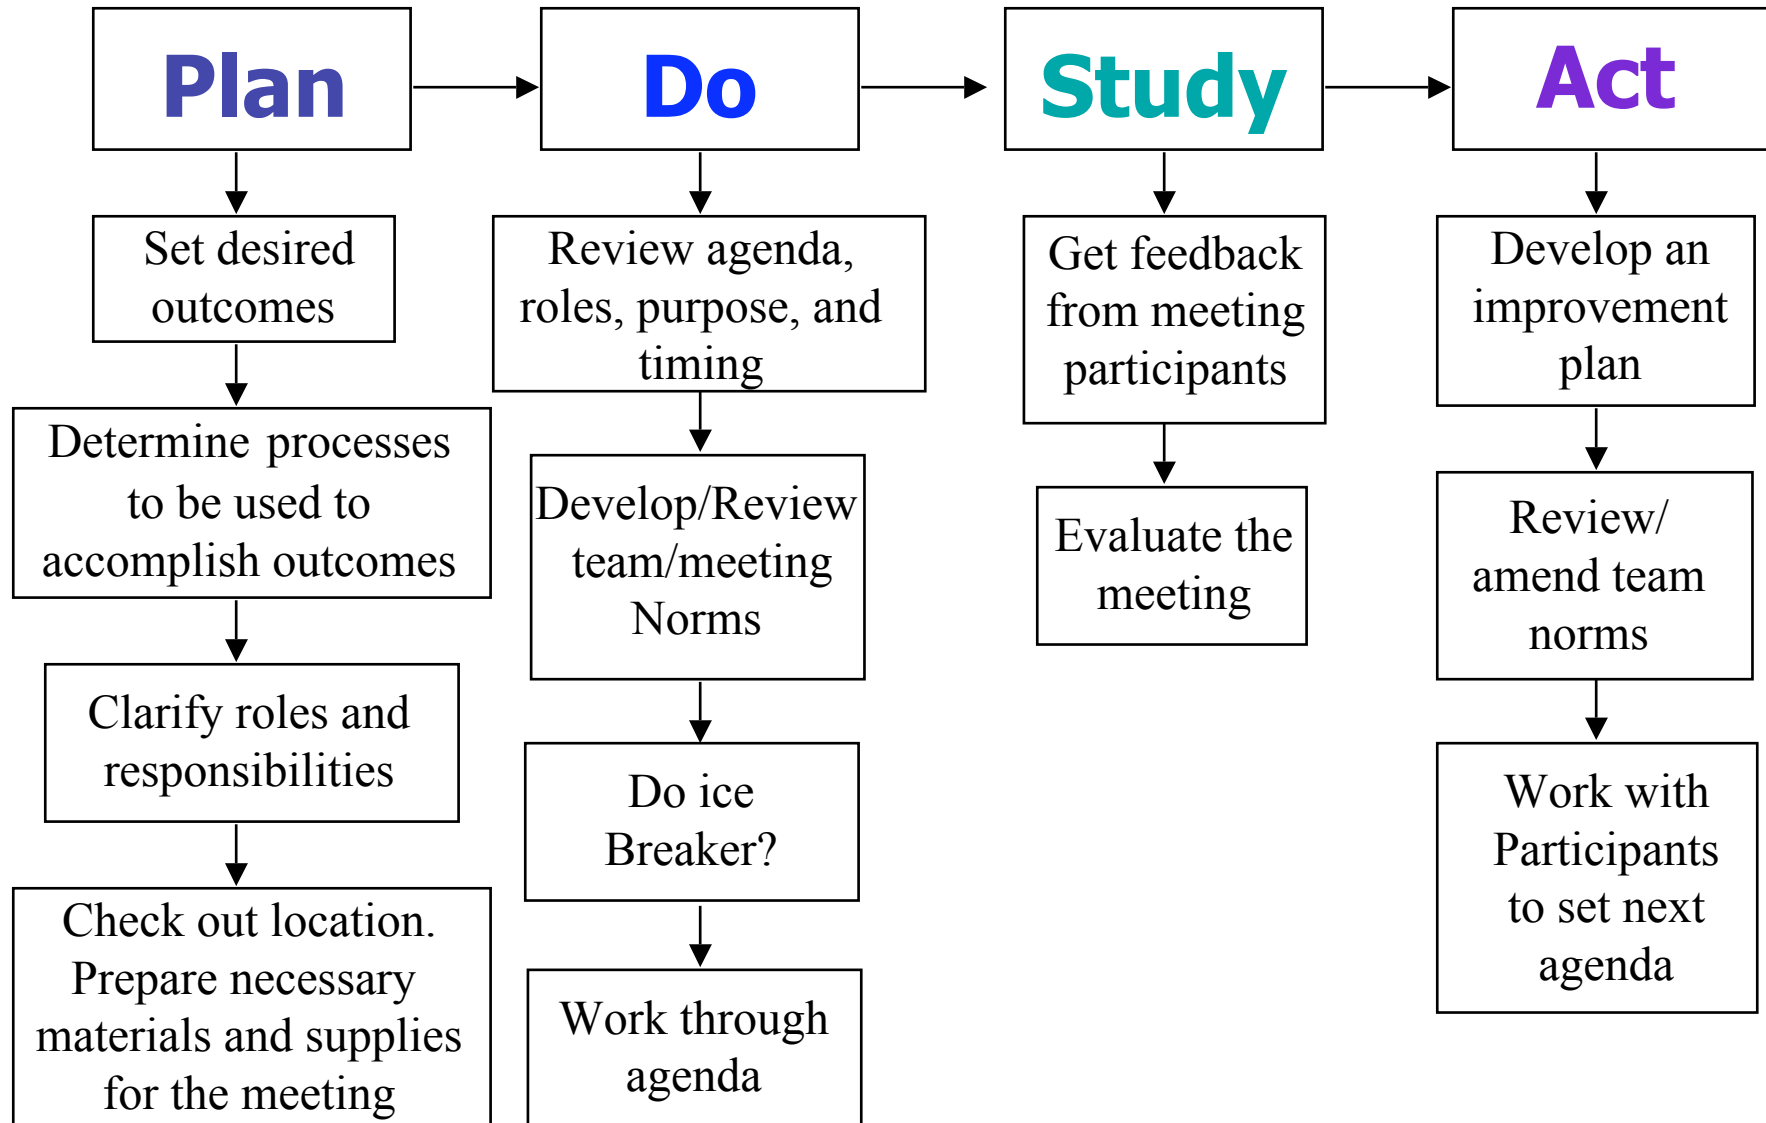 Plan
Do
Study
Act
Set desired
outcomes
Determine processes
to be used to
accomplish outcomes
Clarify roles and
responsibilities
Check out location.
Prepare necessary
materials and supplies
for the meeting
Review agenda,
roles, purpose, and
timing
Develop/Review
team/meeting
Norms
Do ice
Breaker?
Work through
agenda
Get feedback
from meeting
participants
Evaluate the
meeting
Develop an
improvement
plan
Review/
amend team
norms
Work with
Participants
to set next
agenda